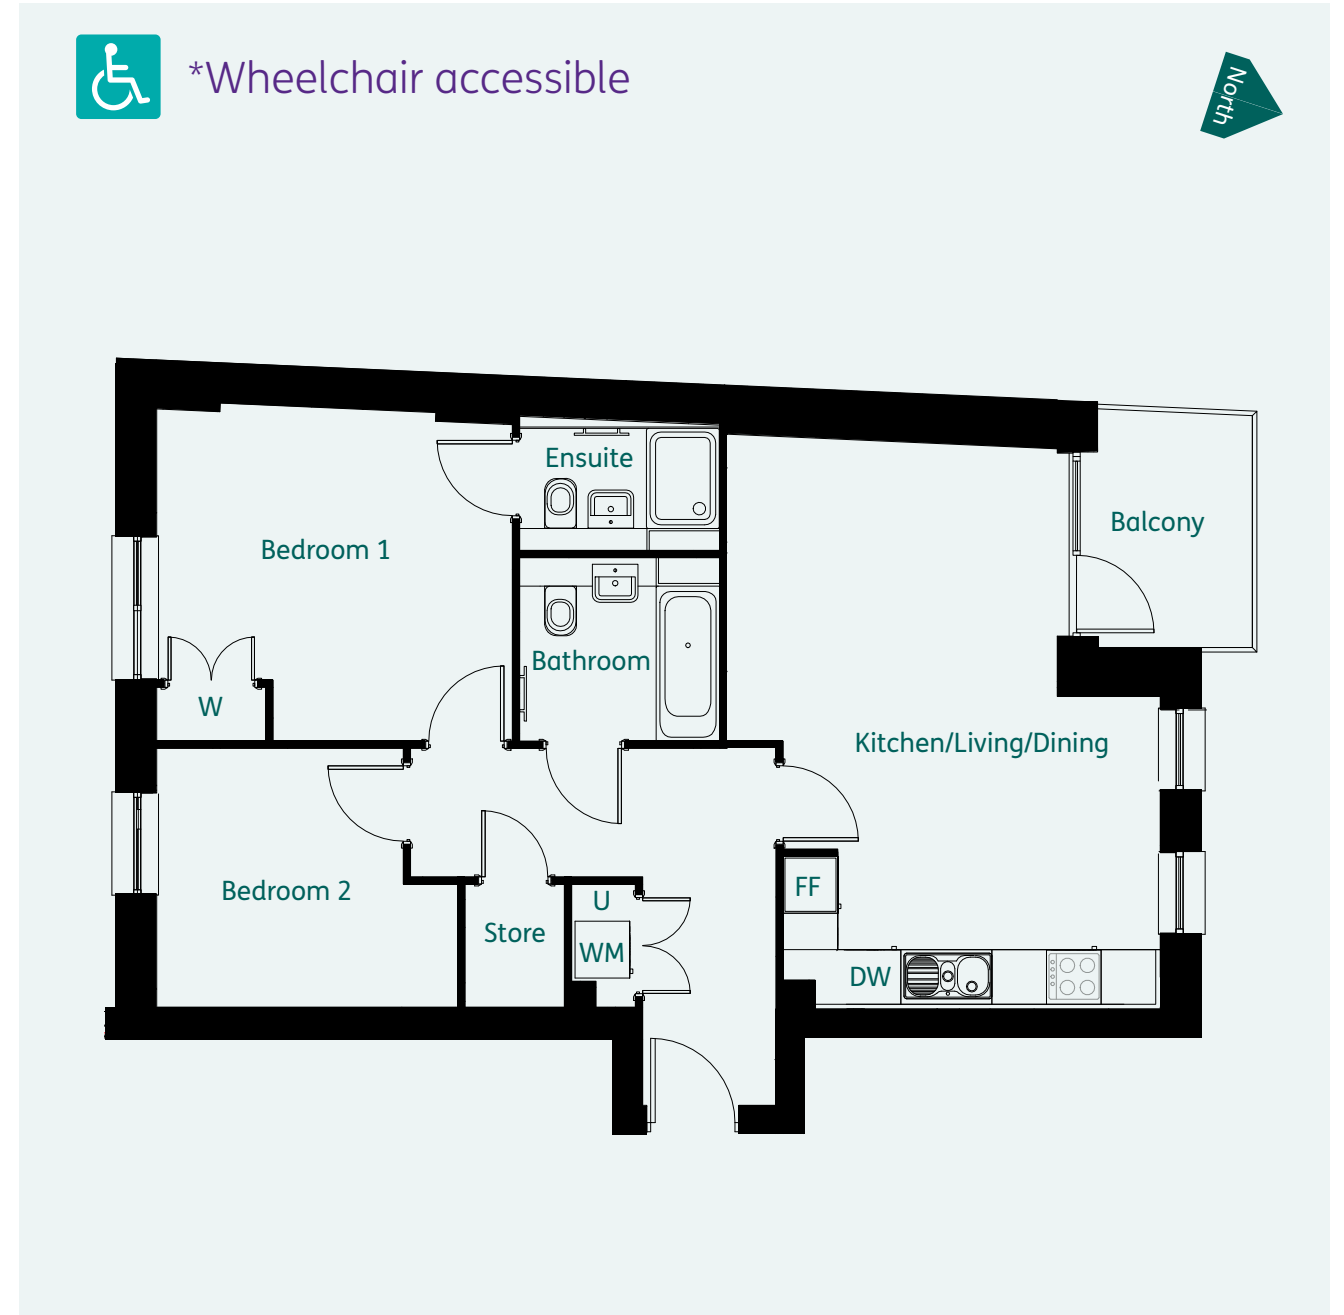 *Wheelchair accessible
North
Ensuite
Balcony
Bedroom 1
Bathroom
W
Kitchen/Living/Dining
Bedroom 2
FF
U
Store
WM
DW